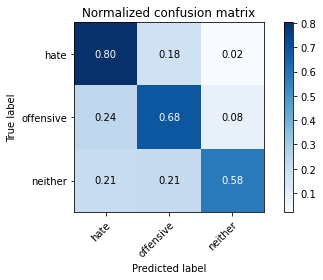 Normalized confusion matrix
True label
hate
0.80 0.18 0.02
offensive
0.24 0.68 0.08
neither
0.21 0.21 0.58
hate
offensive
neither
Predicted label
0.8
0.7
0.6
0.5
0.4
0.3
0.2
0.1